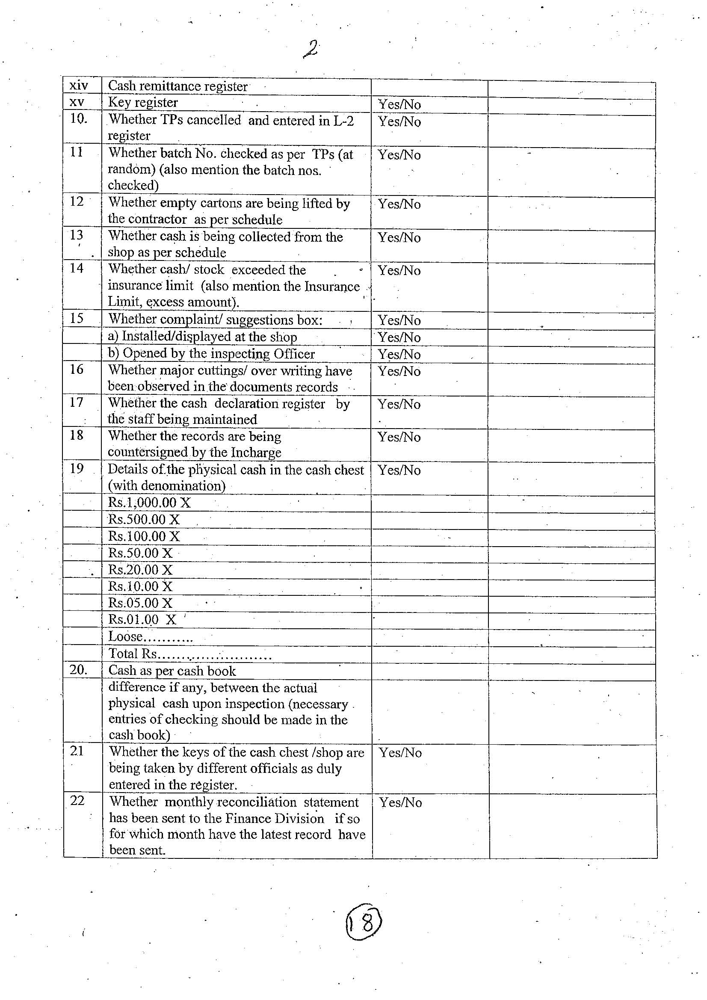 2
xiv Cash remittance register
xv Key register Yes/No
10. Whether TPs cancelled and entered in L-2 Yes/No
register
11 Whether batch No. checked as per TPs (at Yes/No
random) (also mention the batch nos.
checked)
12 Whether empty cartons are being lifted by Yes/No
the contractor as per schedule
13 Whether cash is being collected from the Yes/No
shop as per schedule
14 Whether cash/ stock exceeded the Yes/No
insurance limit (also mention the Insurance
Limit, excess amount).
15 Whether complaint/ suggestions box: Yes/No
a) Installed/displayed at the shop Yes/No
b) Opened by the inspecting Officer Yes/No
16 Whether major cuttings/ over writing have Yes/No
been observed in the documents records
17 Whether the cash declaration register by Yes/No
the staff being maintained
18 Whether the records are being Yes/No
countersigned by the Incharge
19 Details of the physical cash in the cash chest Yes/No
(with denomination)
Rs.1,000.00 X
Rs.500.00 X
Rs.100.00 X
Rs.50.00 X
Rs.20.00 X
Rs.10.00 X
Rs.05.00 X
Rs.01.00 X
Loose...........
Total Rs.........................
20. Cash as per cash book
difference if any, between the actual
physical cash upon inspection (necessary
entries of checking should be made in the
cash book)
21 Whether the keys of the cash chest /shop are Yes/No
being taken by different officials as duly
entered in the register.
22 Whether monthly reconciliation statement Yes/No
has been sent to the Finance Division if so
for which month have the latest record have
been sent.
18